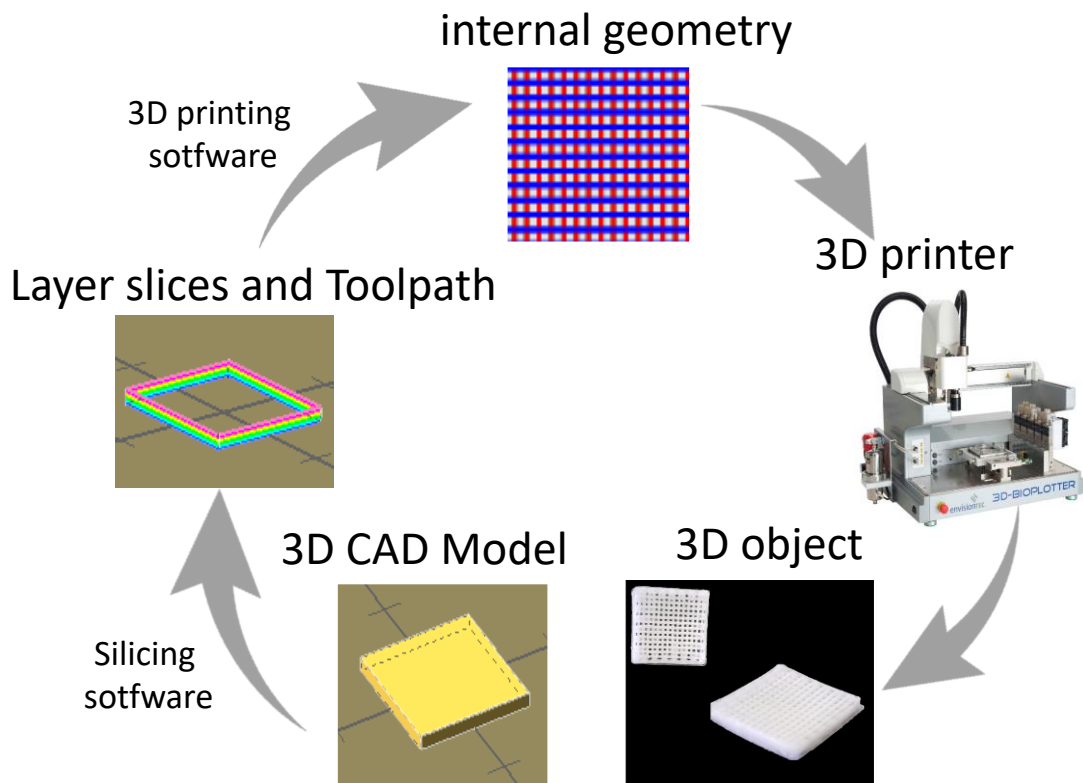 internal geometry
3D printing
sotfware
3D printer
Layer slices and Toolpath
envisiontec
3D-BIOPLOTTER
3D CAD Model
3D object
Silicing
sotfware